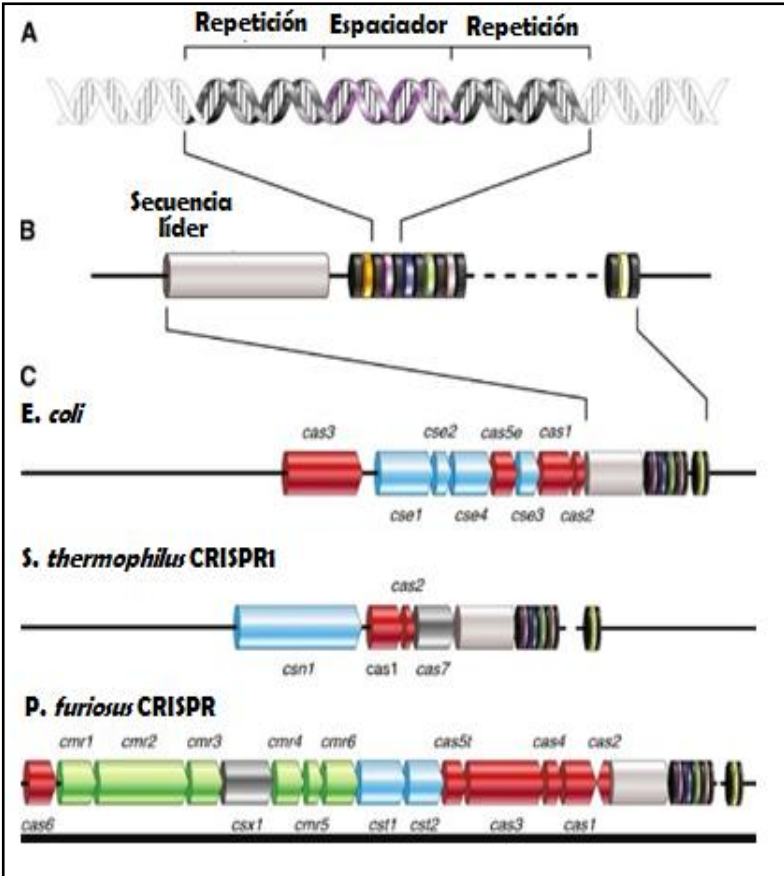 A
Repetición Espaciador Repetición
B
Secuencia
líder
C
E. coli
cas3 cse2 cas5e cas1
cse1 cse4 cse3 cas2
S. thermophilus CRISPR1
cas2
csn1 cas1 cas7
P. furiosus CRISPR
cmr1 cmr2 cmr3 cmr4 cmr6 cas5t cas4 cas2
cas6 csx1 cmr5 cst1 cst2 cas3 cas1